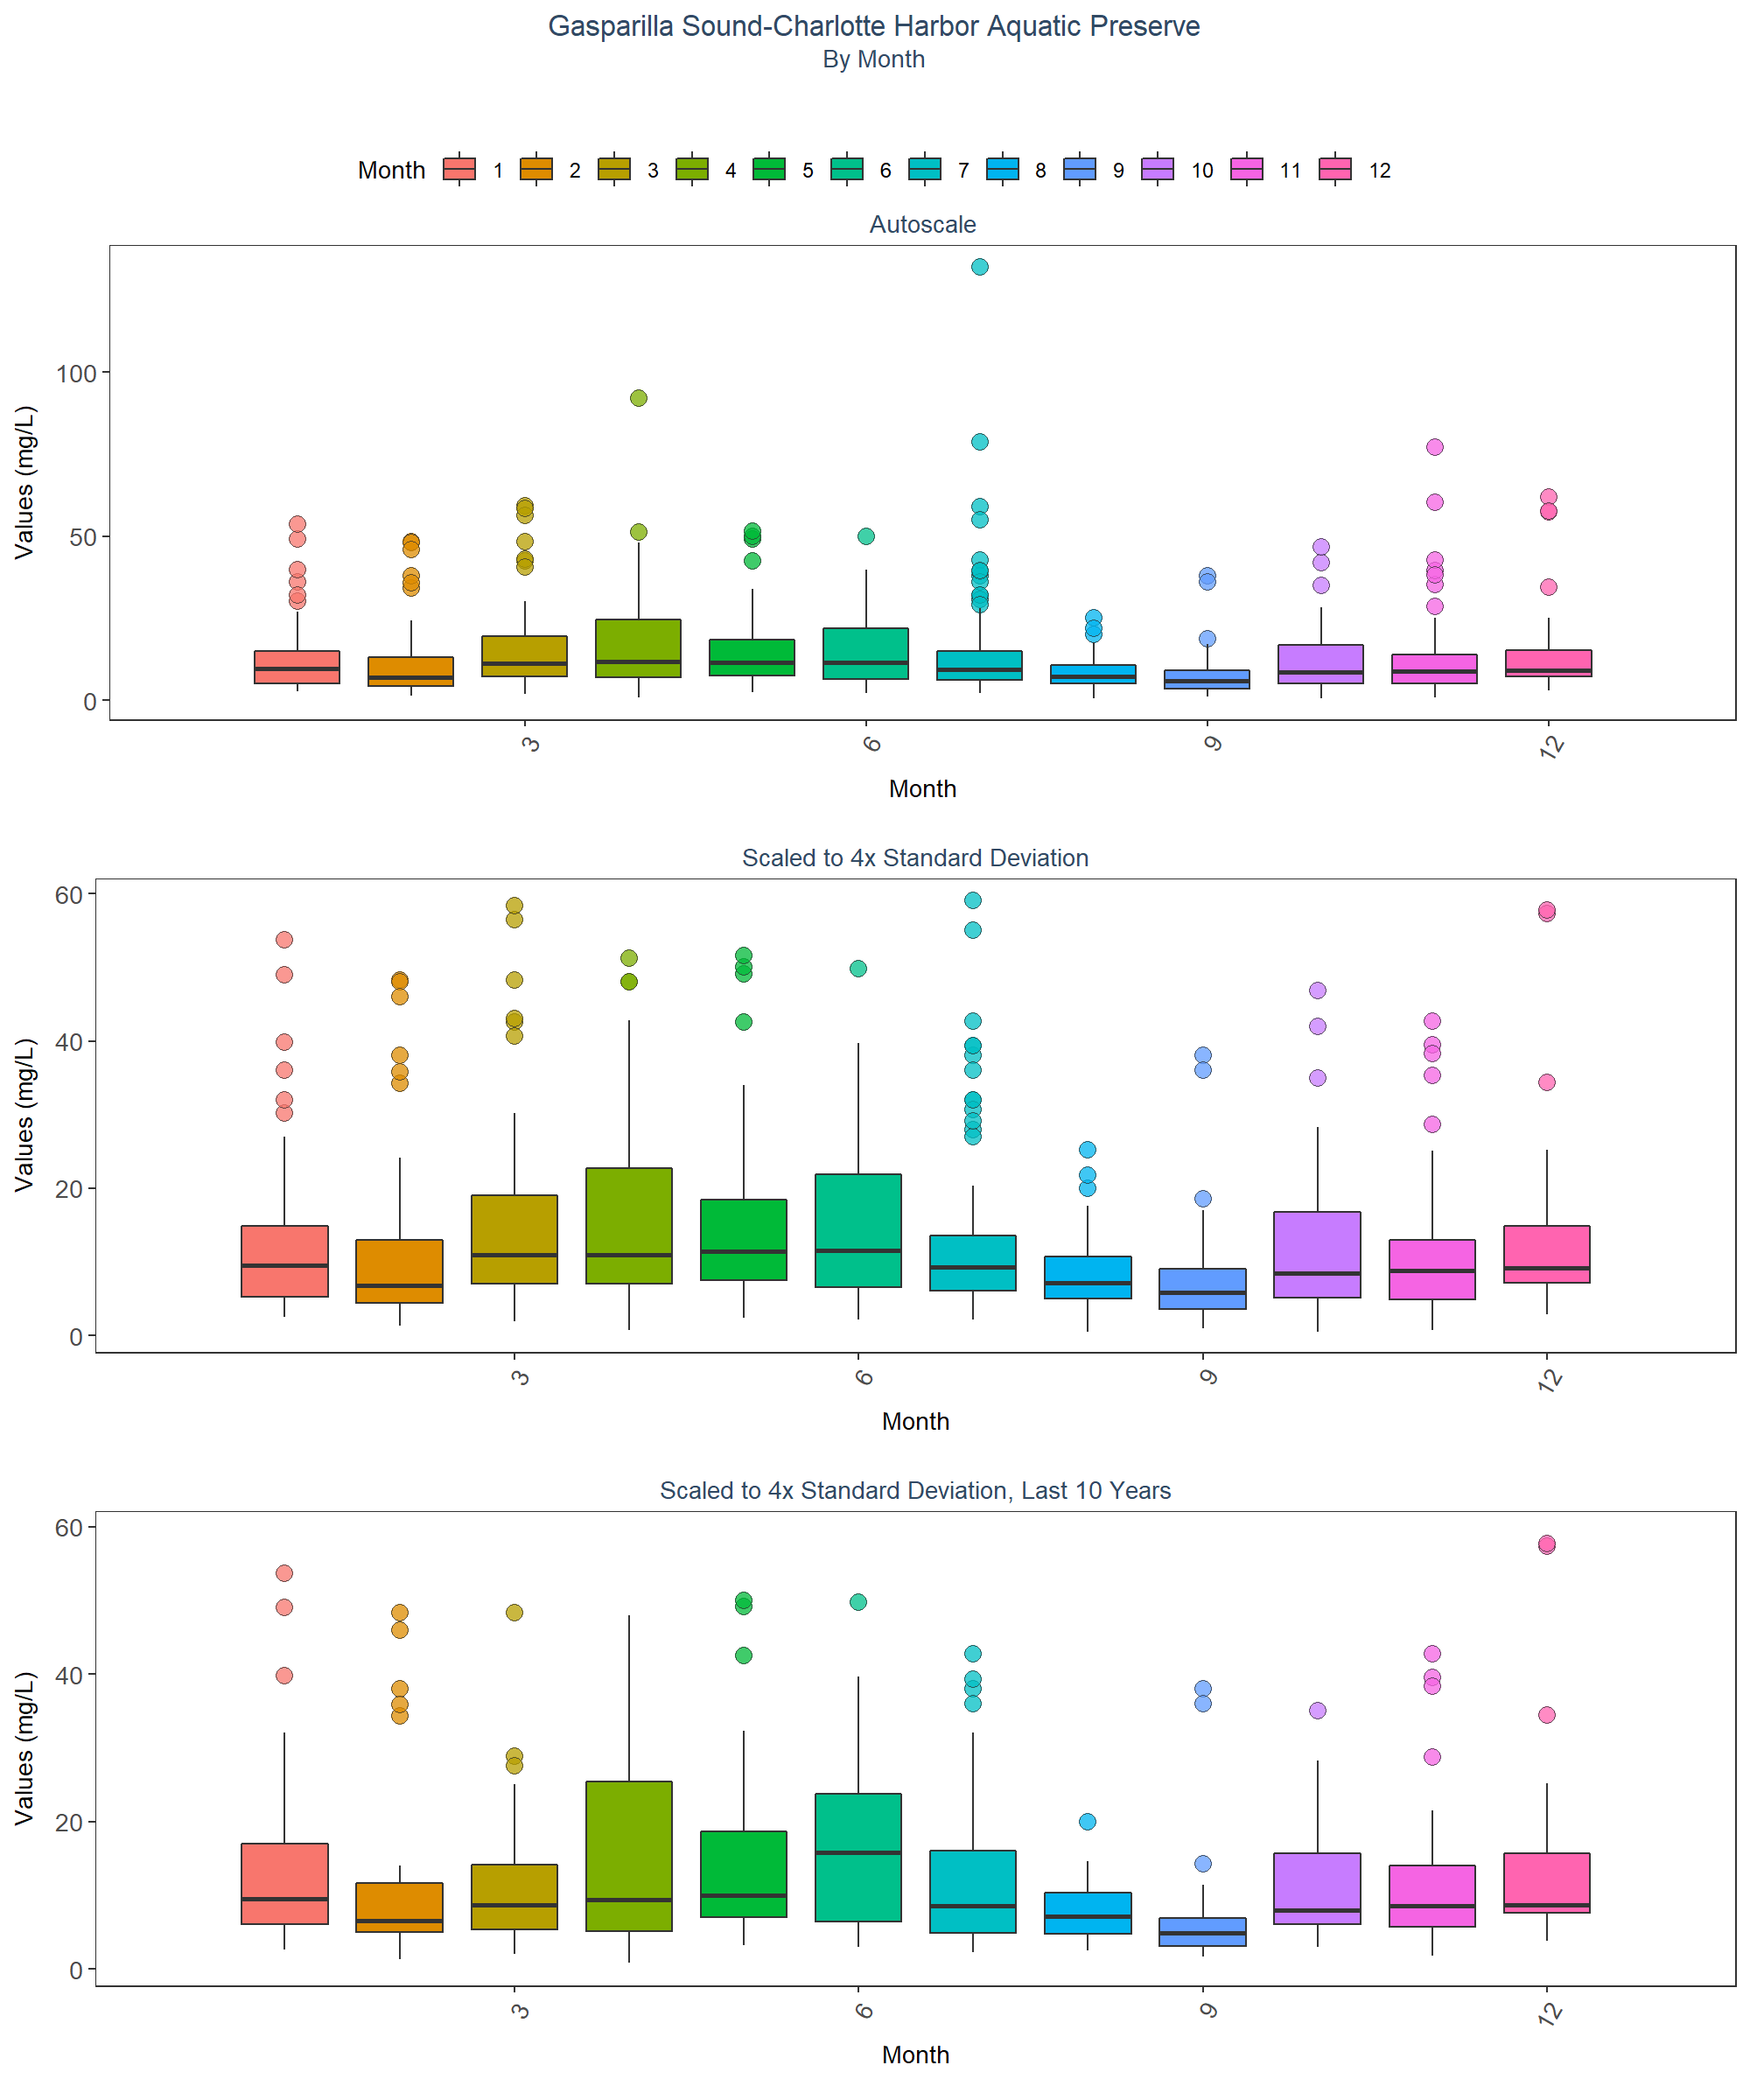 Gasparilla Sound-Charlotte Harbor Aquatic Preserve
By Month
Month 1 2 3 4 5 6 7 8 9 10 11 12
Autoscale
Values (mg/L)
100
50
0
3 6 9 12
Month
Scaled to 4x Standard Deviation
Values (mg/L)
60
40
20
0
3 6 9 12
Month
Scaled to 4x Standard Deviation, Last 10 Years
Values (mg/L)
60
40
20
0
3 6 9 12
Month